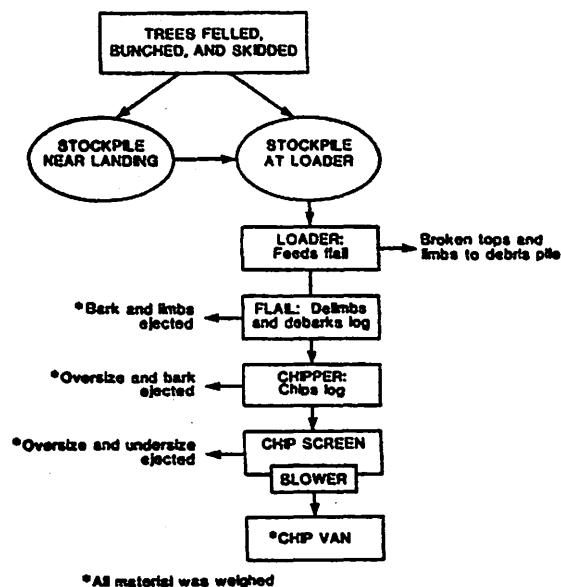 TREES FELLED,
BUNCHED, AND SKIDDED
STOCKPILE
NEAR LANDING
STOCKPILE
AT LOADER
LOADER:
Feeds flail
Broken tops and
limbs to debris pile
*Bark and limbs
ejected
FLAIL: Delimbs
and debarks log
*Oversize and bark
ejected
CHIPPER:
Chips log
*Oversize and undersize
ejected
CHIP SCREEN
BLOWER
*CHIP VAN
*All material was weighed